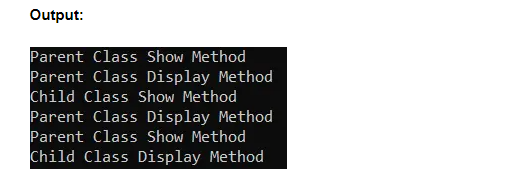 Output:
Parent Class Show Method
Parent Class Display Method
Child Class Show Method
Parent Class Display Method
Parent Class Show Method
Child Class Display Method